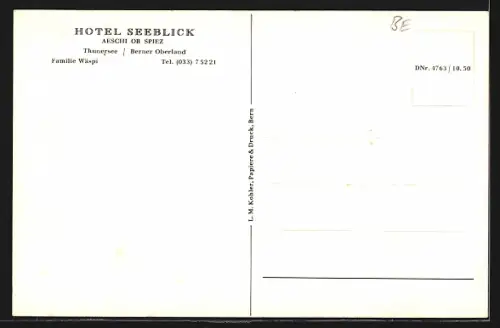 HOTEL SEEBLICK
AESCHI OB SPIEZ
Thunersee / Berner Oberland
Familie Wäspi Tel. (033) 7 52 21
L. M. Kohler, Papiere & Druck, Bern
BE
DNr. 4763 / 10.50